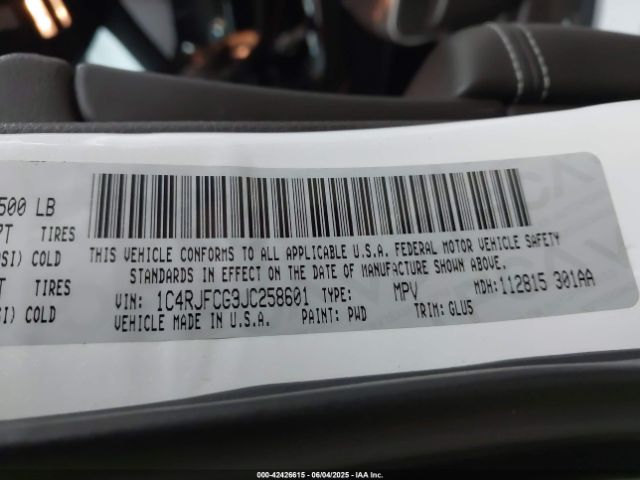 500 LB
7T TIRES
SI) COLD
THIS VEHICLE CONFORMS TO ALL APPLICABLE U.S.A. FEDERAL MOTOR VEHICLE SAFETY
STANDARDS IN EFFECT ON THE DATE OF MANUFACTURE SHOWN ABOVE.
T TIRES
SI) COLD
VIN: 1C4RJFCG3JC258601 TYPE: MPV MDH: 112815 301AA
VEHICLE MADE IN U.S.A. PAINT: PWD TRIM: GLU5
000-42426615 - 06/04/2025 - IAA Inc.